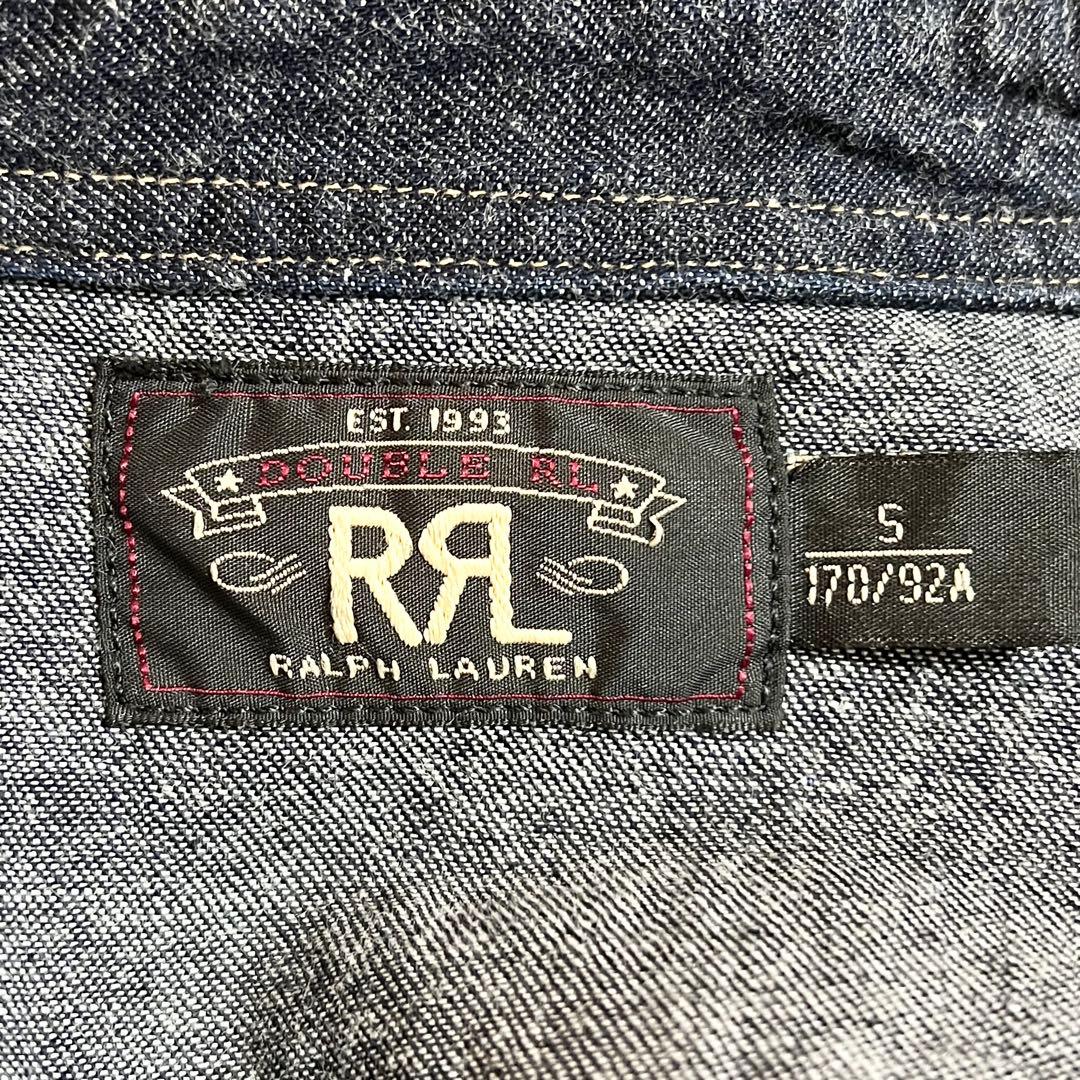 EST. 1993
DOUBLE RL
RRL
RALPH LAUREN
S
170/92A